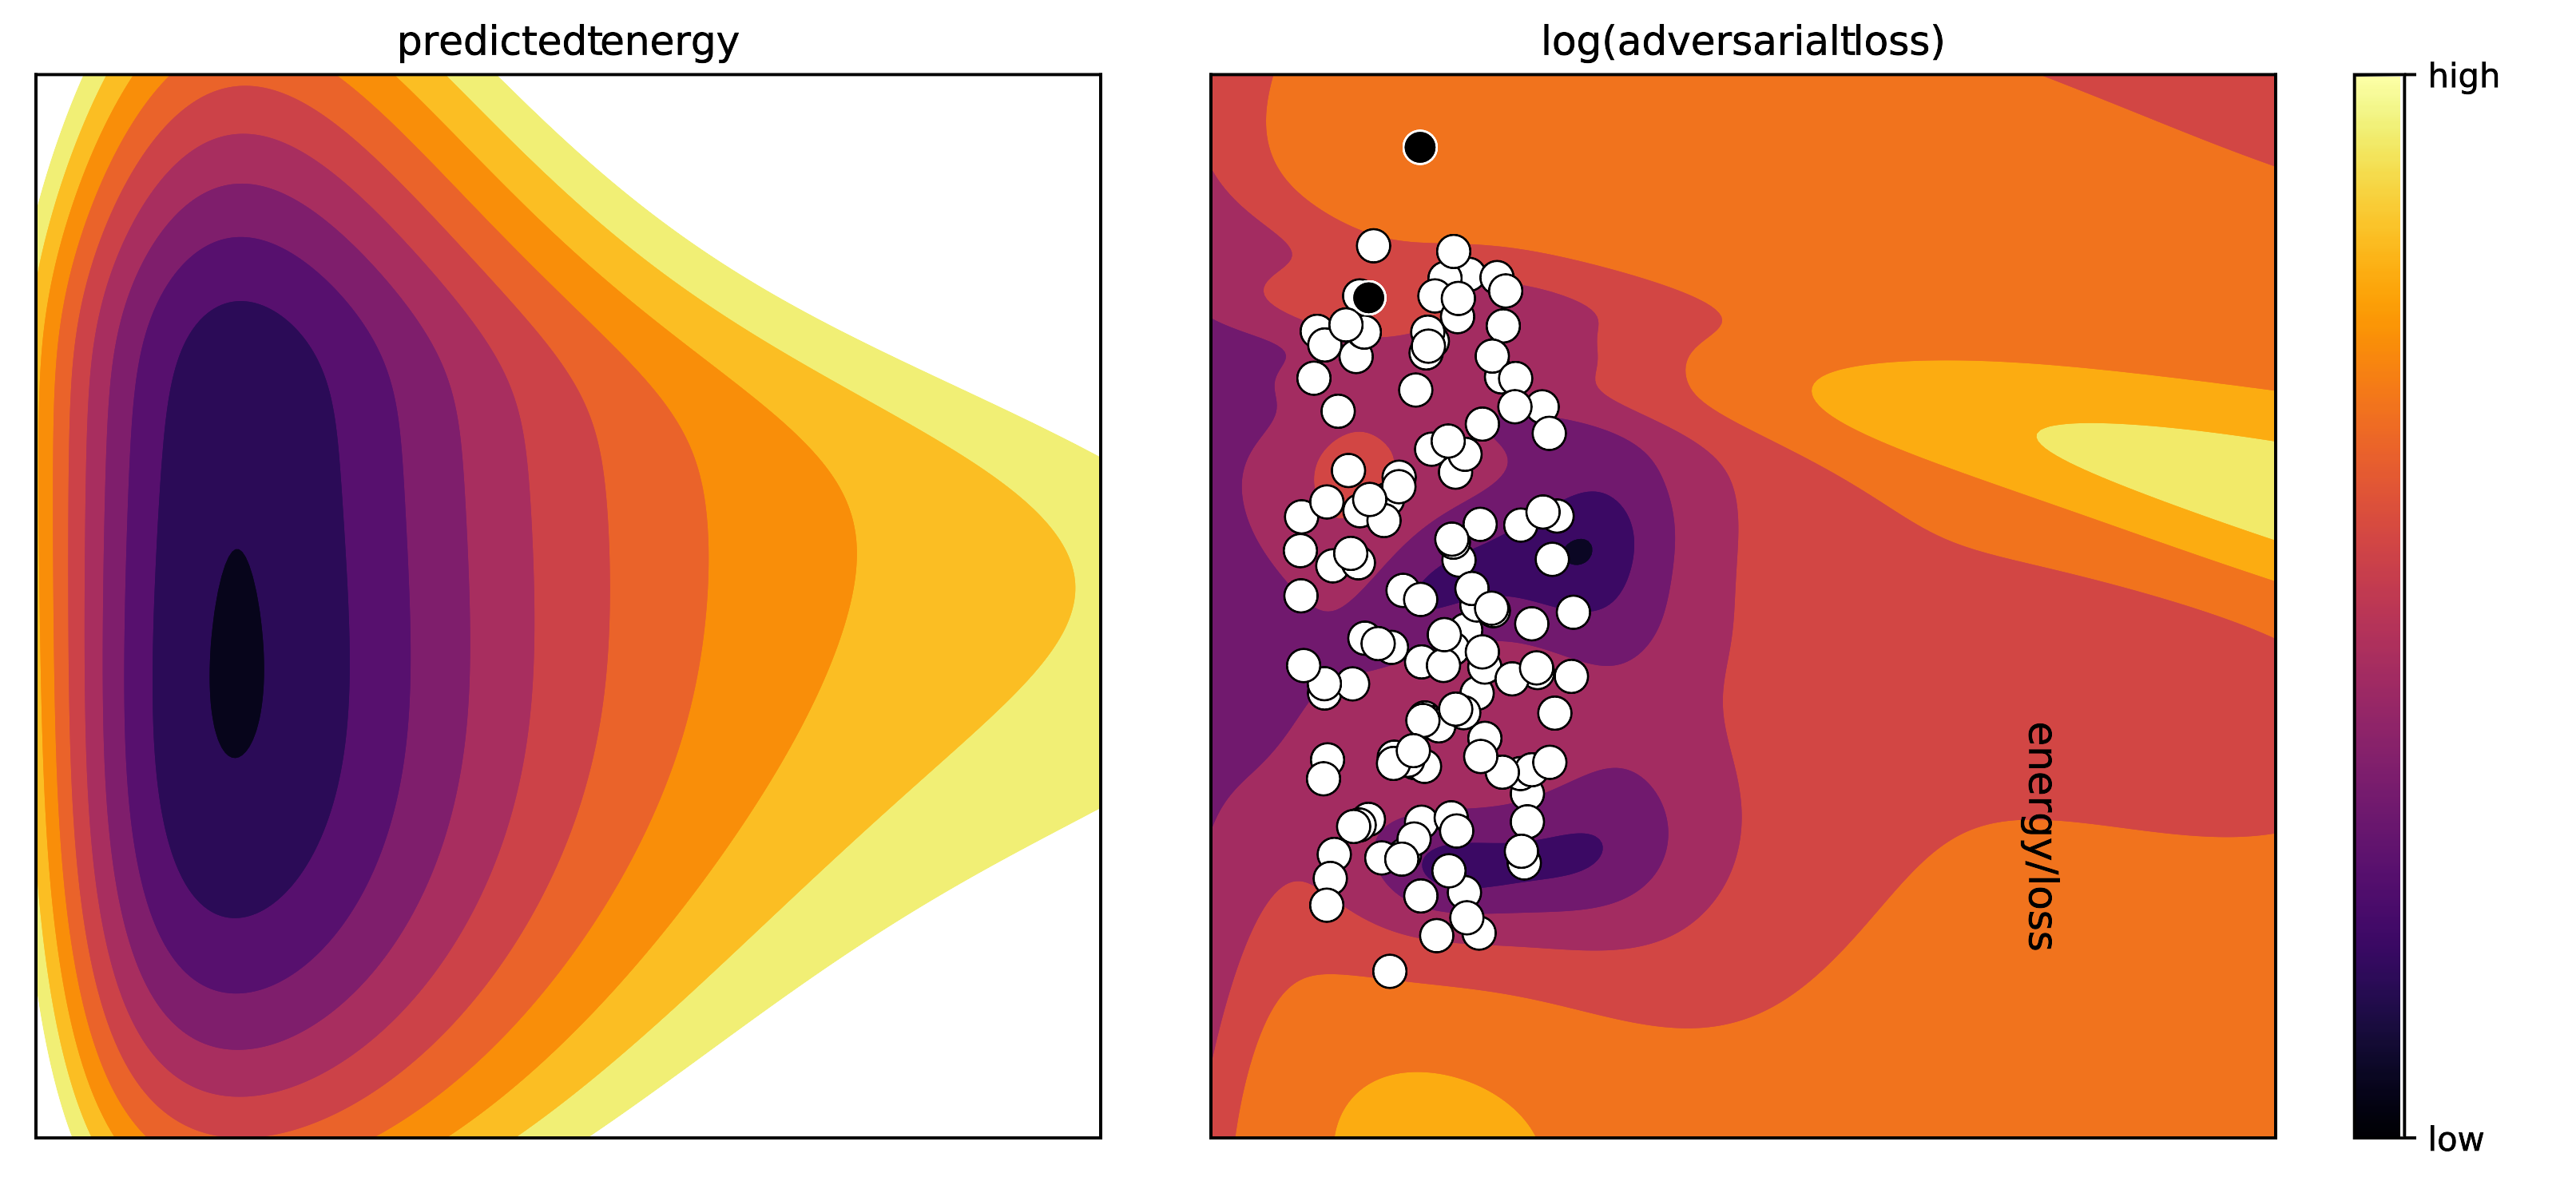 predictedtenergy
log(adversarialtloss)
high
energy/loss
low